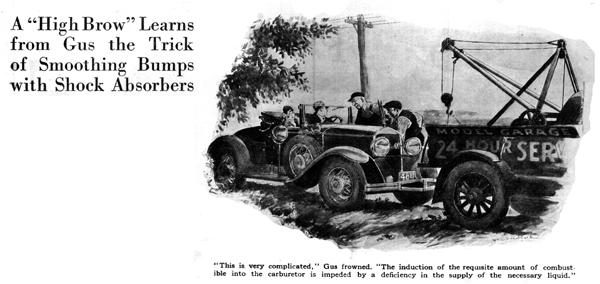 A "High Brow" Learns
from Gus the Trick
of Smoothing Bumps
with Shock Absorbers
MODEL GARAGE
24 HOUR SERV
"This is very complicated," Gus frowned. "The induction of the requsite amount of combust-
ible into the carburetor is impeded by a deficiency in the supply of the necessary liquid."